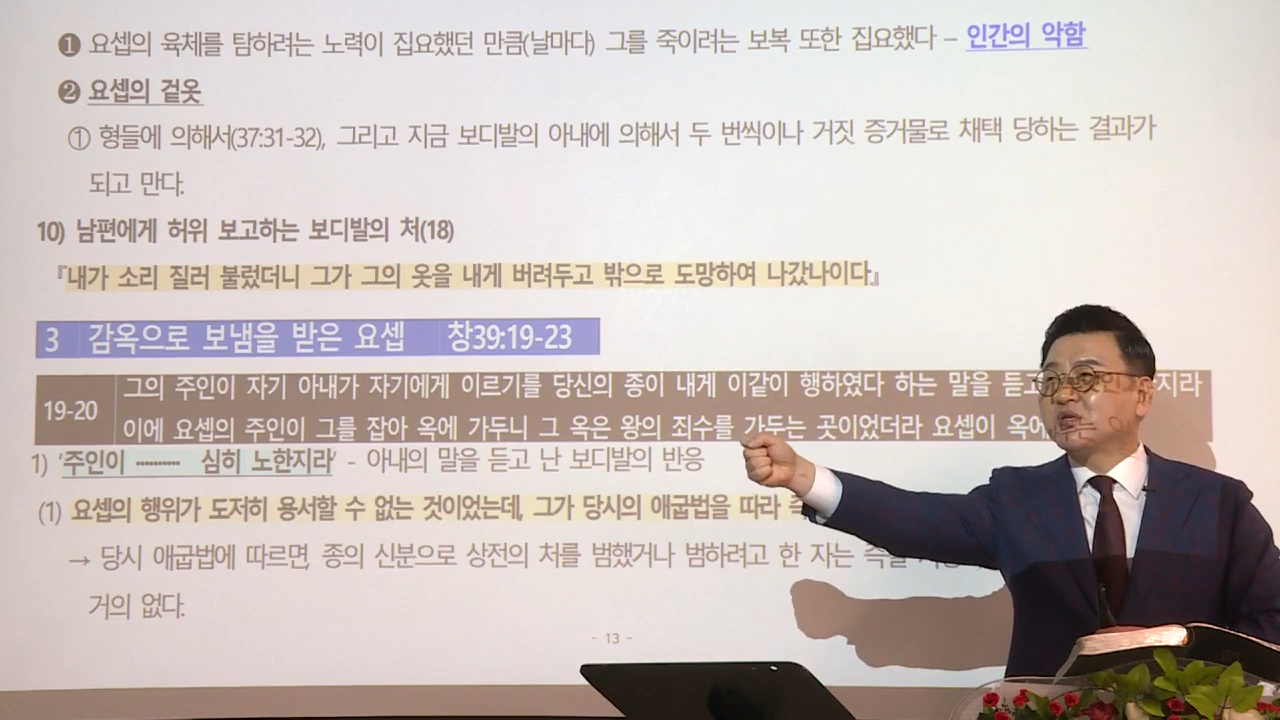 ❶ 요셉의 육체를 탐하려는 노력이 집요했던 만큼(날마다) 그를 죽이려는 보복 또한 집요했다 – 인간의 악함
❷ 요셉의 겉옷
① 형들에 의해서(37:31-32), 그리고 지금 보디발의 아내에 의해서 두 번씩이나 거짓 증거물로 채택 당하는 결과가
되고 만다.
10) 남편에게 허위 보고하는 보디발의 처(18)
『내가 소리 질러 불렀더니 그가 그의 옷을 내게 버려두고 밖으로 도망하여 나갔나이다』
3 감옥으로 보냄을 받은 요셉 창39:19-23
19-20 그의 주인이 자기 아내가 자기에게 이르기를 당신의 종이 내게 이같이 행하였다 하는 말을 듣고 지라
이에 요셉의 주인이 그를 잡아 옥에 가두니 그 옥은 왕의 죄수를 가두는 곳이었더라 요셉이 옥에
1) ‘주인이 ·········· 심히 노한지라’ - 아내의 말을 듣고 난 보디발의 반응
(1) 요셉의 행위가 도저히 용서할 수 없는 것이었는데, 그가 당시의 애굽법을 따라
→ 당시 애굽법에 따르면, 종의 신분으로 상전의 처를 범했거나 범하려고 한 자는
거의 없다.
- 13 -